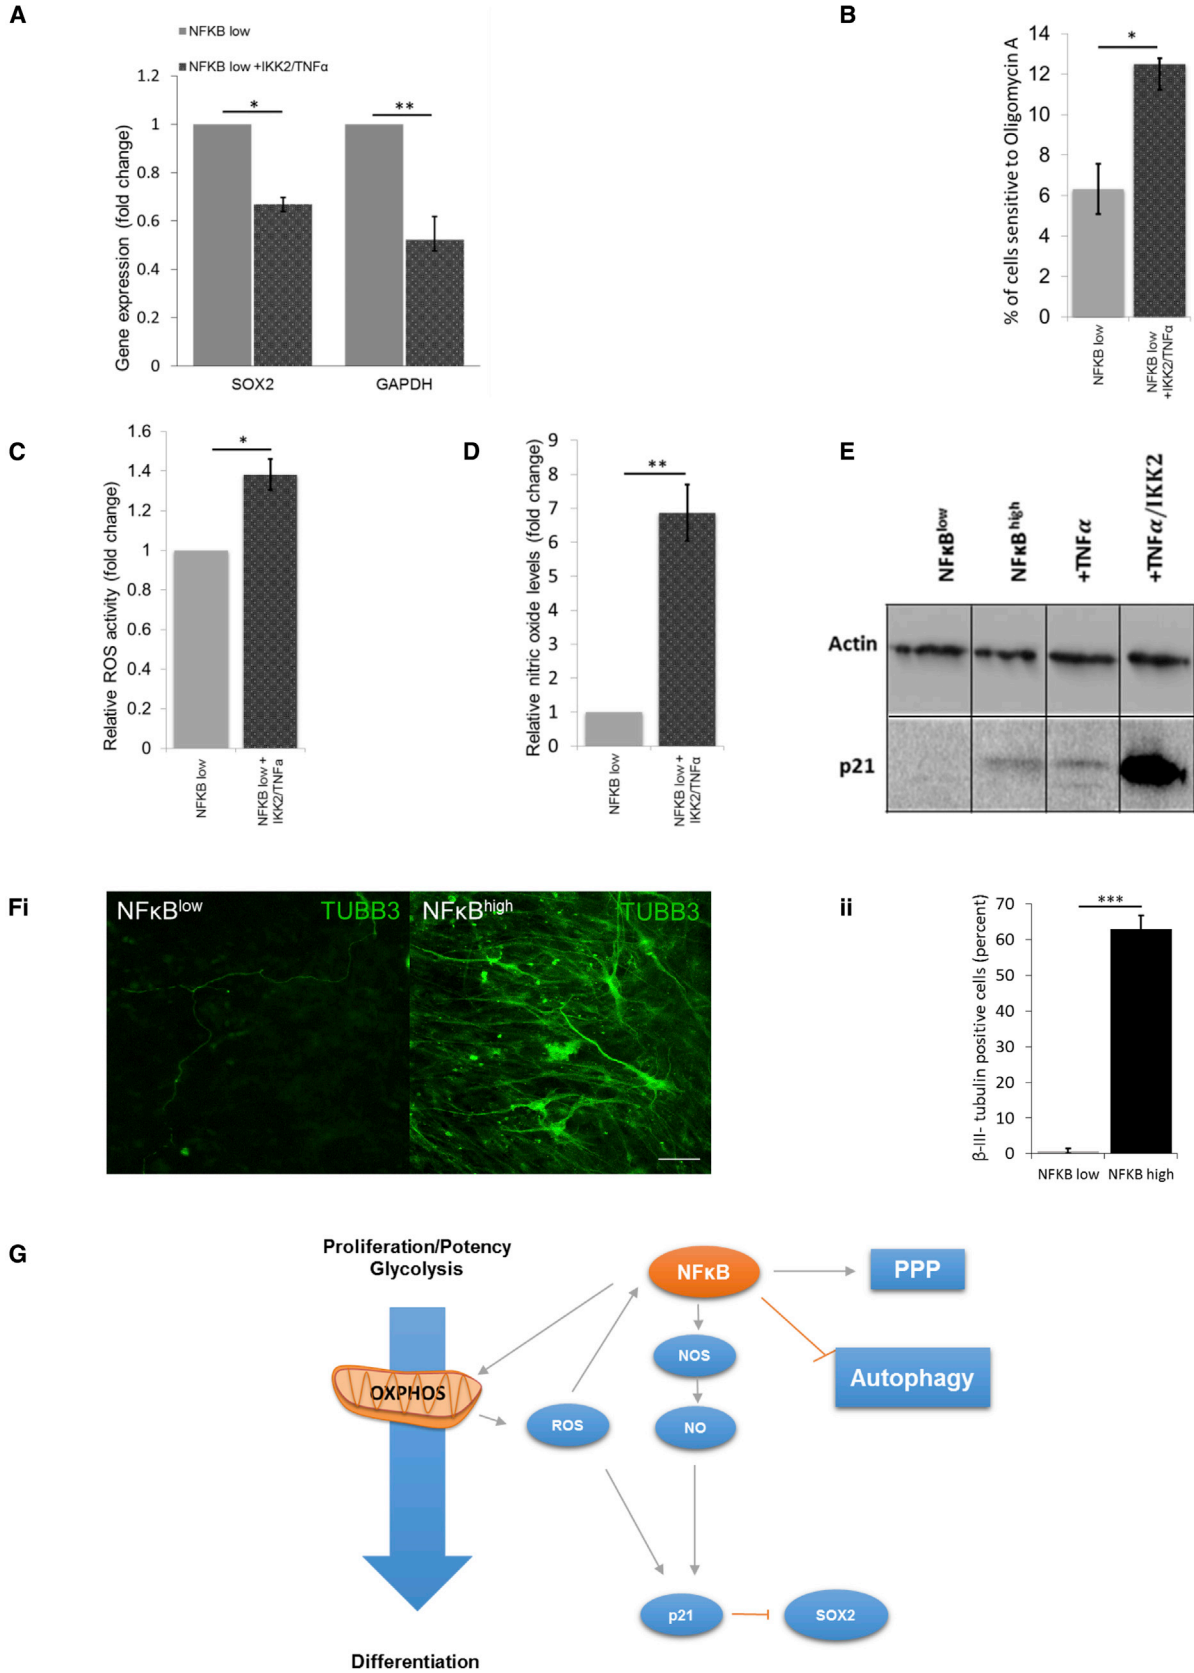 A
NFKB low
NFKB low +IKK2/TNFα
Gene expression (fold change)
1.2
1
0.8
0.6
0.4
0.2
0
*
**
SOX2
GAPDH
B
% of cells sensitive to Oligomycin A
14
12
10
8
6
4
2
0
*
NFKB low
NFKB low
+IKK2/TNFα
C
Relative ROS activity (fold change)
1.6
1.4
1.2
1
0.8
0.6
0.4
0.2
0
*
NFKB low
NFKB low +
IKK2/TNFa
D
Relative nitric oxide levels (fold change)
9
8
7
6
5
4
3
2
1
0
**
NFKB low
NFKB low +
IKK2/TNFα
E
NFκBlow
NFκBhigh
+TNFα
+TNFα/IKK2
Actin
p21
Fi
NFκBlow
TUBB3
NFκBhigh
TUBB3
ii
β-III- tubulin positive cells (percent)
70
60
50
40
30
20
10
0
***
NFKB low
NFKB high
G
Proliferation/Potency
Glycolysis
NFκB
PPP
NOS
Autophagy
OXPHOS
ROS
NO
p21
SOX2
Differentiation